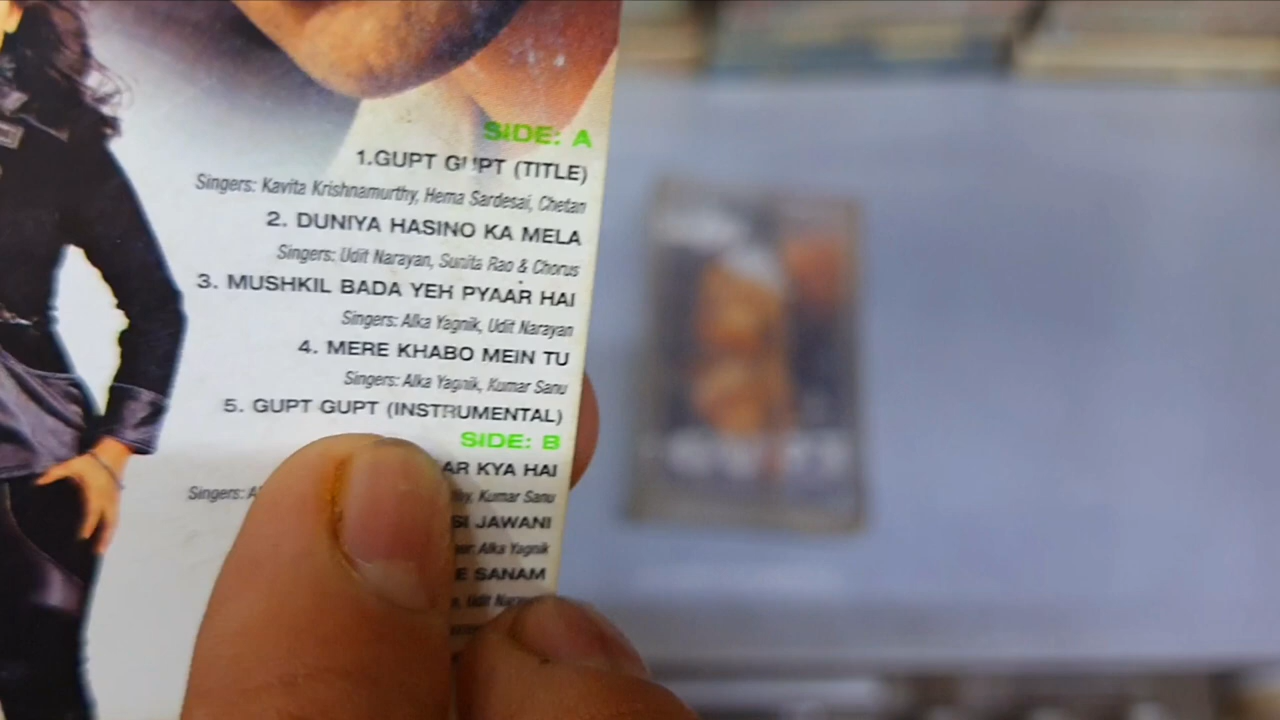 SIDE: A
1.GUPT GUPT (TITLE)
Singers: Kavita Krishnamurthy, Hema Sardesai, Chetan
2. DUNIYA HASINO KA MELA
Singers: Udit Narayan, Sunita Rao & Chorus
3. MUSHKIL BADA YEH PYAAR HAI
Singers: Alka Yagnik, Udit Narayan
4. MERE KHABO MEIN TU
Singers: Alka Yagnik, Kumar Sanu
5. GUPT GUPT (INSTRUMENTAL)
SIDE: B
KYA HAI
Singers: Kumar Sanu
JAWANI
Alka Yagnik
SANAM
Udit